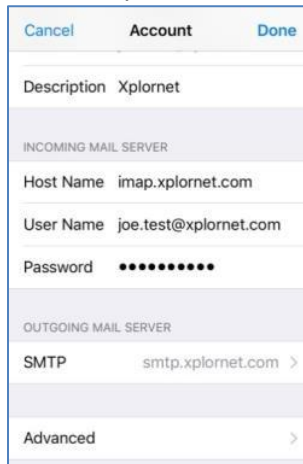 Cancel Account Done
Description Xplornet
INCOMING MAIL SERVER
Host Name imap.xplornet.com
User Name joe.test@xplornet.com
Password ●●●●●●●●●●
OUTGOING MAIL SERVER
SMTP smtp.xplornet.com >
Advanced >